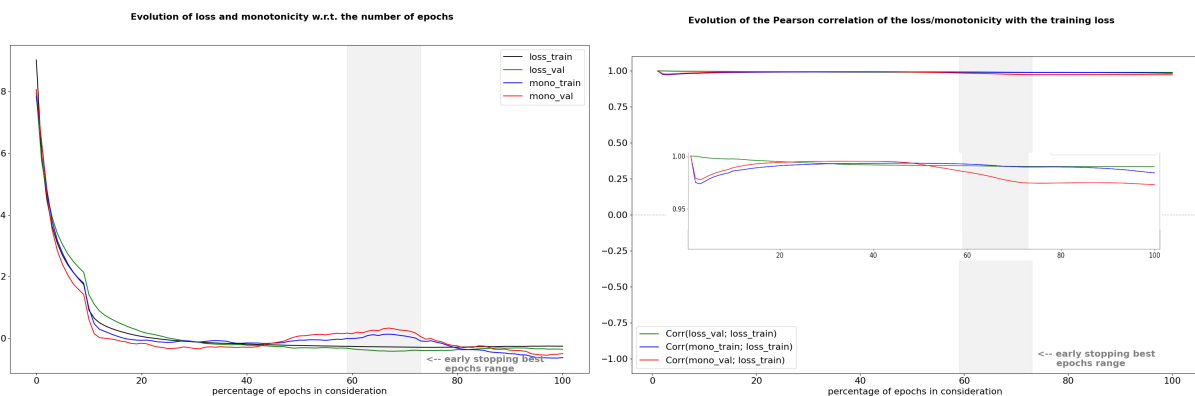 Evolution of loss and monotonicity w.r.t. the number of epochs
loss_train
loss_val
mono_train
mono_val
8
6
4
2
0
<-- early stopping best
epochs range
0 20 40 60 80 100
percentage of epochs in consideration
Evolution of the Pearson correlation of the loss/monotonicity with the training loss
1.00
0.75
0.50
0.25
0.00
−0.25
−0.50
−0.75
−1.00
1.00
0.95
20 40 60 80 100
Corr(loss_val; loss_train)
Corr(mono_train; loss_train)
Corr(mono_val; loss_train)
<-- early stopping best
epochs range
0 20 40 60 80 100
percentage of epochs in consideration